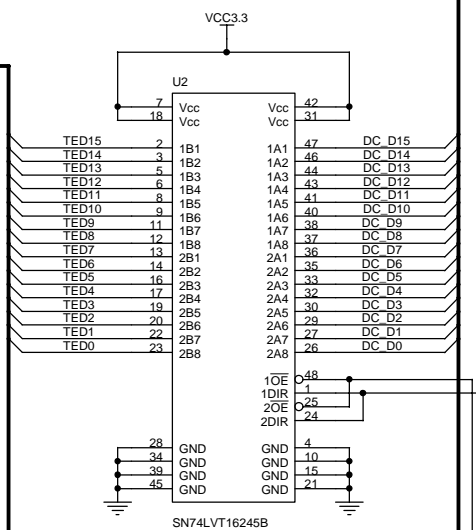 VCC3.3
U2
7 Vcc Vcc 42
18 Vcc Vcc 31
TED15 2 1B1 1A1 47 DC_D15
TED14 3 1B2 1A2 46 DC_D14
TED13 5 1B3 1A3 44 DC_D13
TED12 6 1B4 1A4 43 DC_D12
TED11 8 1B5 1A5 41 DC_D11
TED10 9 1B6 1A6 40 DC_D10
TED9 11 1B7 1A7 38 DC_D9
TED8 12 1B8 1A8 37 DC_D8
TED7 13 2B1 2A1 36 DC_D7
TED6 14 2B2 2A2 35 DC_D6
TED5 16 2B3 2A3 33 DC_D5
TED4 17 2B4 2A4 32 DC_D4
TED3 19 2B5 2A5 30 DC_D3
TED2 20 2B6 2A6 29 DC_D2
TED1 22 2B7 2A7 27 DC_D1
TED0 23 2B8 2A8 26 DC_D0
1OE 48
1DIR 1
2OE 25
2DIR 24
28 GND GND 4
34 GND GND 10
39 GND GND 15
45 GND GND 21
SN74LVT16245B